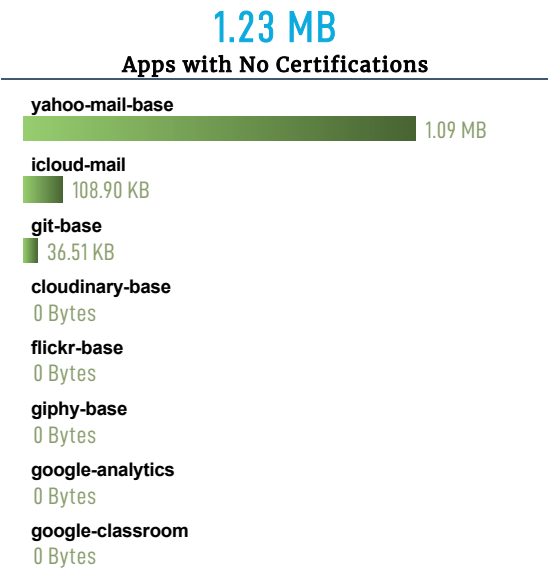 1.23 MB
Apps with No Certifications
yahoo-mail-base
1.09 MB
icloud-mail
108.90 KB
git-base
36.51 KB
cloudinary-base
0 Bytes
flickr-base
0 Bytes
giphy-base
0 Bytes
google-analytics
0 Bytes
google-classroom
0 Bytes